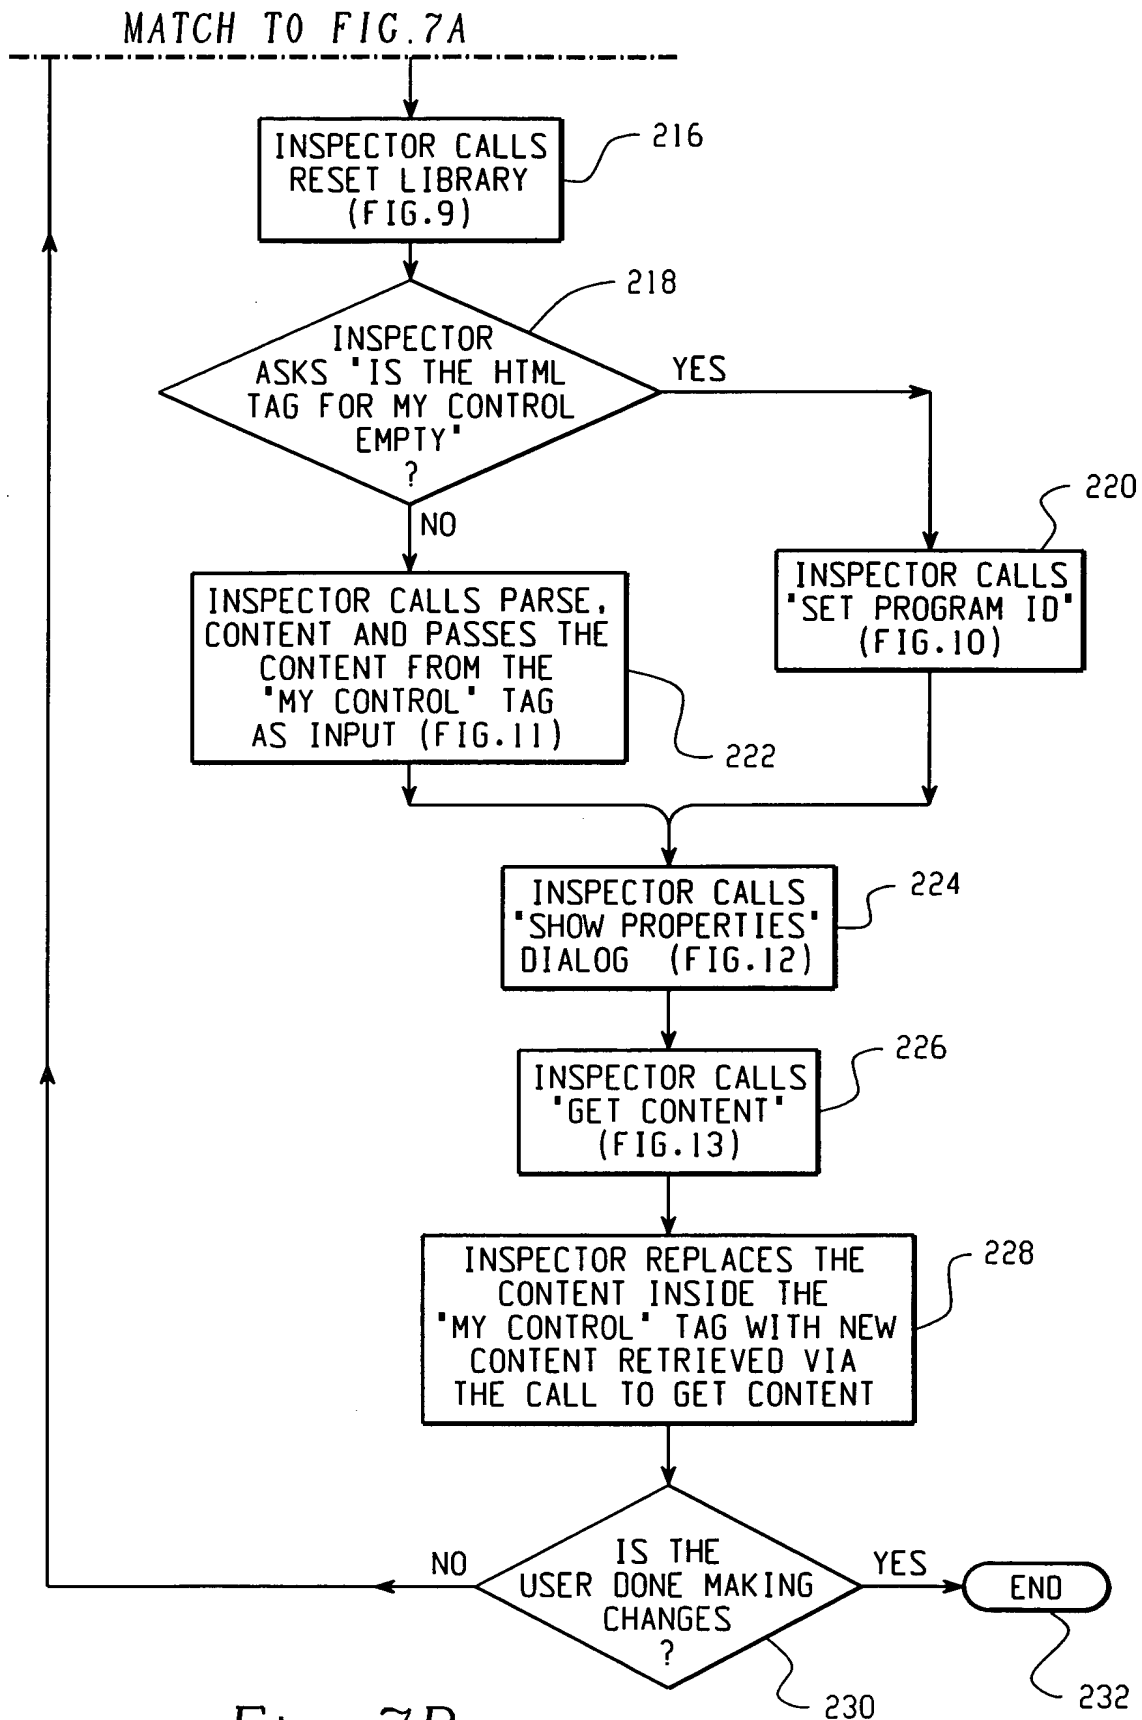 MATCH TO FIG.7A
INSPECTOR CALLS
RESET LIBRARY
(FIG.9)
216
218
INSPECTOR
ASKS "IS THE HTML
TAG FOR MY CONTROL
EMPTY"
?
YES
NO
220
INSPECTOR CALLS
"SET PROGRAM ID"
(FIG.10)
INSPECTOR CALLS PARSE,
CONTENT AND PASSES THE
CONTENT FROM THE
"MY CONTROL" TAG
AS INPUT (FIG.11)
222
INSPECTOR CALLS
"SHOW PROPERTIES"
DIALOG (FIG.12)
224
INSPECTOR CALLS
"GET CONTENT"
(FIG.13)
226
INSPECTOR REPLACES THE
CONTENT INSIDE THE
"MY CONTROL" TAG WITH NEW
CONTENT RETRIEVED VIA
THE CALL TO GET CONTENT
228
IS THE
USER DONE MAKING
CHANGES
?
NO
YES
END
230
232